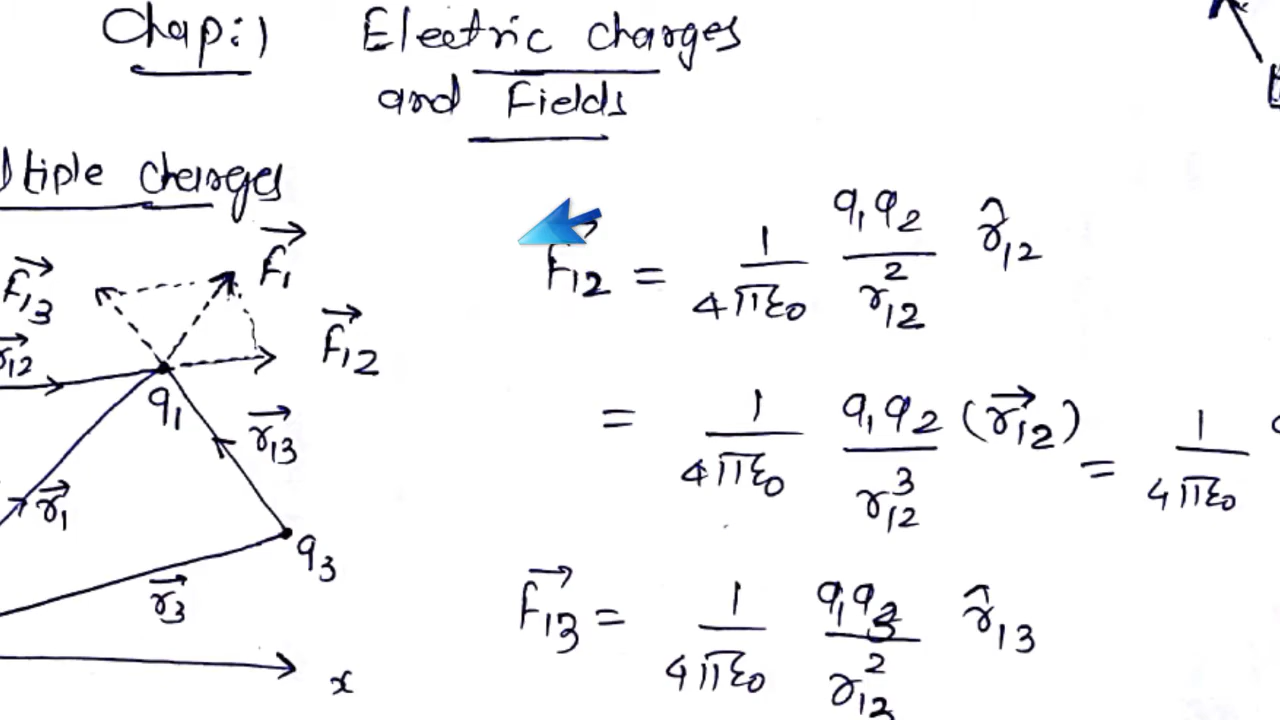 Chap:1 Electric charges
and Fields
ltiple charges
F₁₃→
F₁→
F₁₂→
r₁₂→
q₁
r₁₃→
r₁→
q₃
r₃→
x
F₁₂→ = 1/4πε₀ q₁q₂/r₁₂² r̂₁₂
= 1/4πε₀ q₁q₂/r₁₂³ (r₁₂→) = 1/4πε₀
F₁₃→ = 1/4πε₀ q₁q₃/r₁₃² r̂₁₃